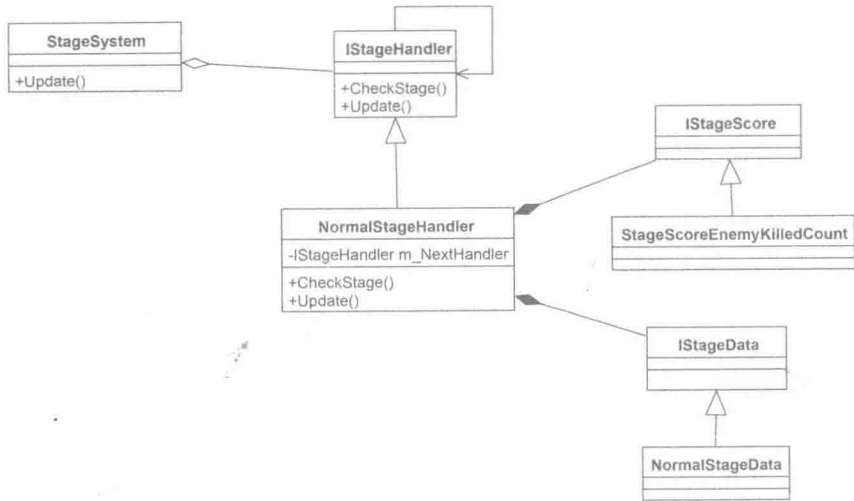 StageSystem
+Update()
IStageHandler
+CheckStage()
+Update()
IStageScore
StageScoreEnemyKilledCount
NormalStageHandler
-IStageHandler m_NextHandler
+CheckStage()
+Update()
IStageData
NormalStageData